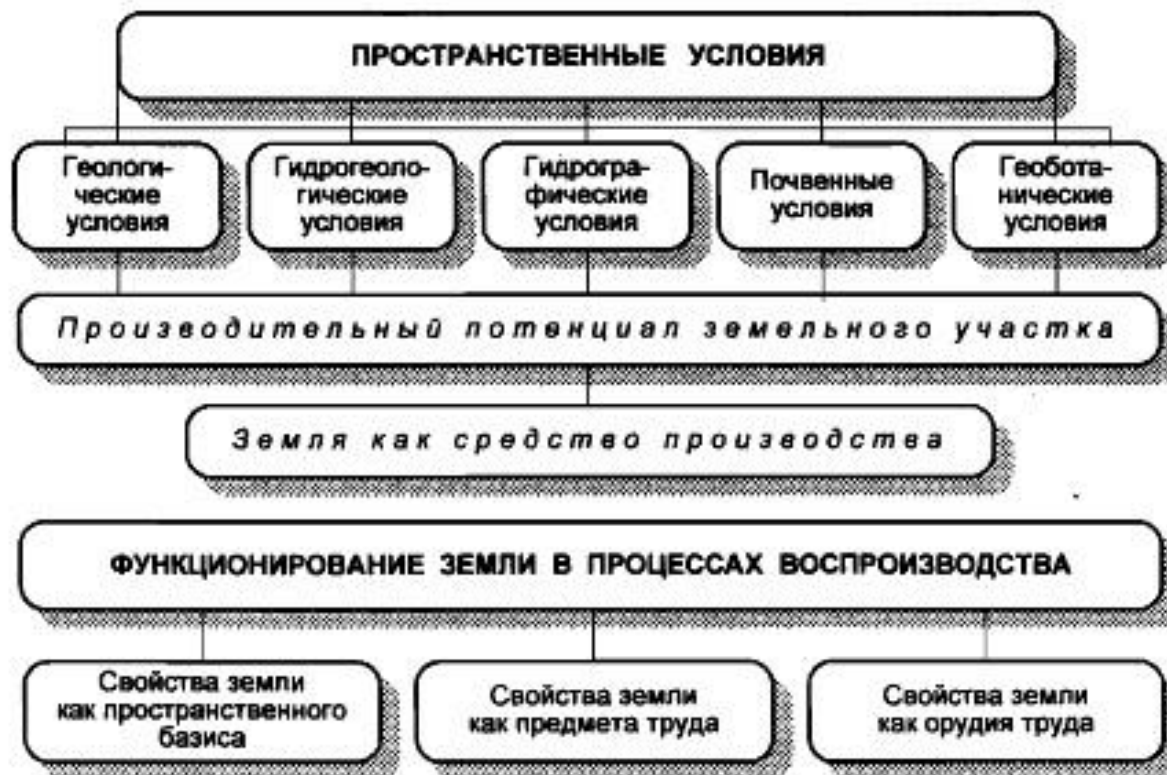 ПРОСТРАНСТВЕННЫЕ УСЛОВИЯ
Геологи-
ческие
условия
Гидрогеоло-
гические
условия
Гидрогра-
фические
условия
Почвенные
условия
Геобота-
нические
условия
Производительный потенциал земельного участка
Земля как средство производства
ФУНКЦИОНИРОВАНИЕ ЗЕМЛИ В ПРОЦЕССАХ ВОСПРОИЗВОДСТВА
Свойства земли
как пространственного
базиса
Свойства земли
как предмета труда
Свойства земли
как орудия труда